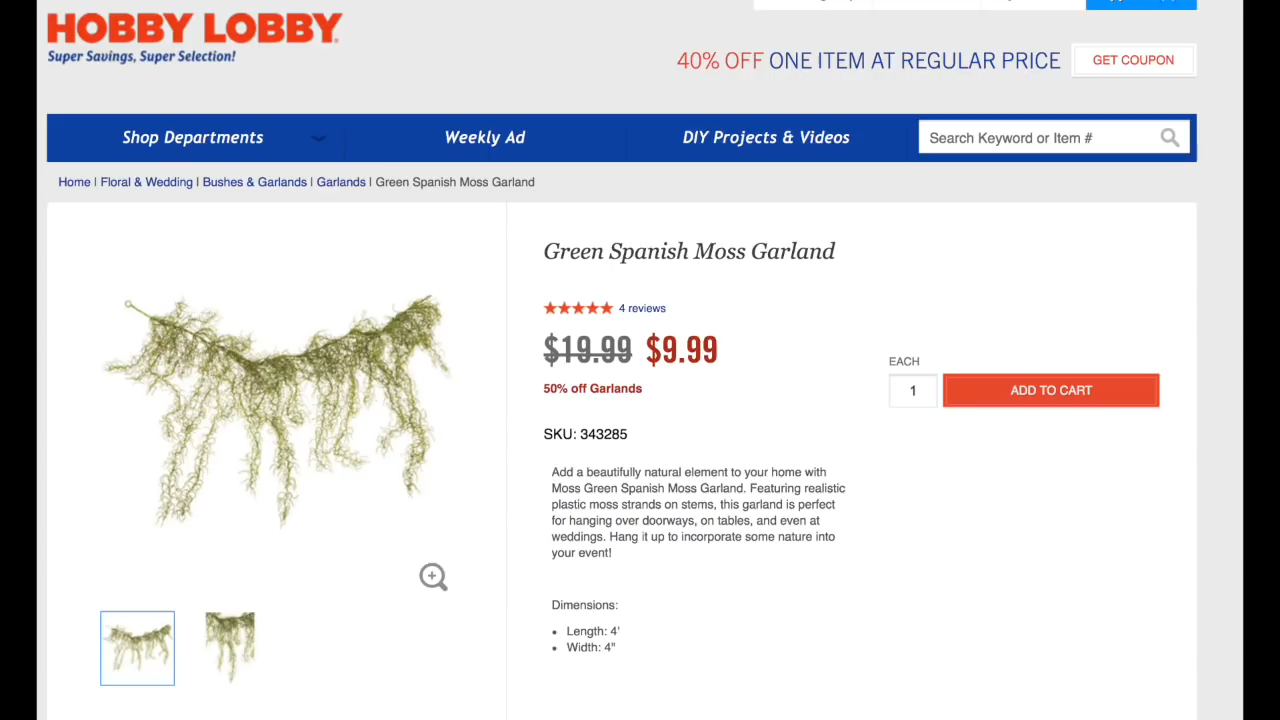 HOBBY LOBBY
Super Savings, Super Selection!
40% OFF ONE ITEM AT REGULAR PRICE
GET COUPON
Shop Departments
Weekly Ad
DIY Projects & Videos
Search Keyword or Item #
Home | Floral & Wedding | Bushes & Garlands | Garlands | Green Spanish Moss Garland
Green Spanish Moss Garland
4 reviews
$19.99 $9.99
50% off Garlands
EACH
1
ADD TO CART
SKU: 343285
Add a beautifully natural element to your home with
Moss Green Spanish Moss Garland. Featuring realistic
plastic moss strands on stems, this garland is perfect
for hanging over doorways, on tables, and even at
weddings. Hang it up to incorporate some nature into
your event!
Dimensions:
• Length: 4'
• Width: 4"